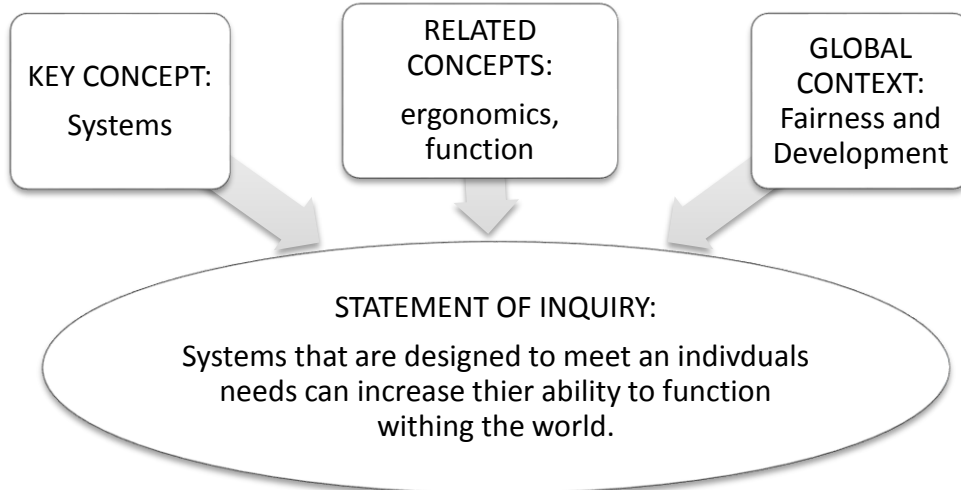 KEY CONCEPT:
Systems
RELATED
CONCEPTS:
ergonomics,
function
GLOBAL
CONTEXT:
Fairness and
Development
STATEMENT OF INQUIRY:
Systems that are designed to meet an indivduals
needs can increase thier ability to function
withing the world.